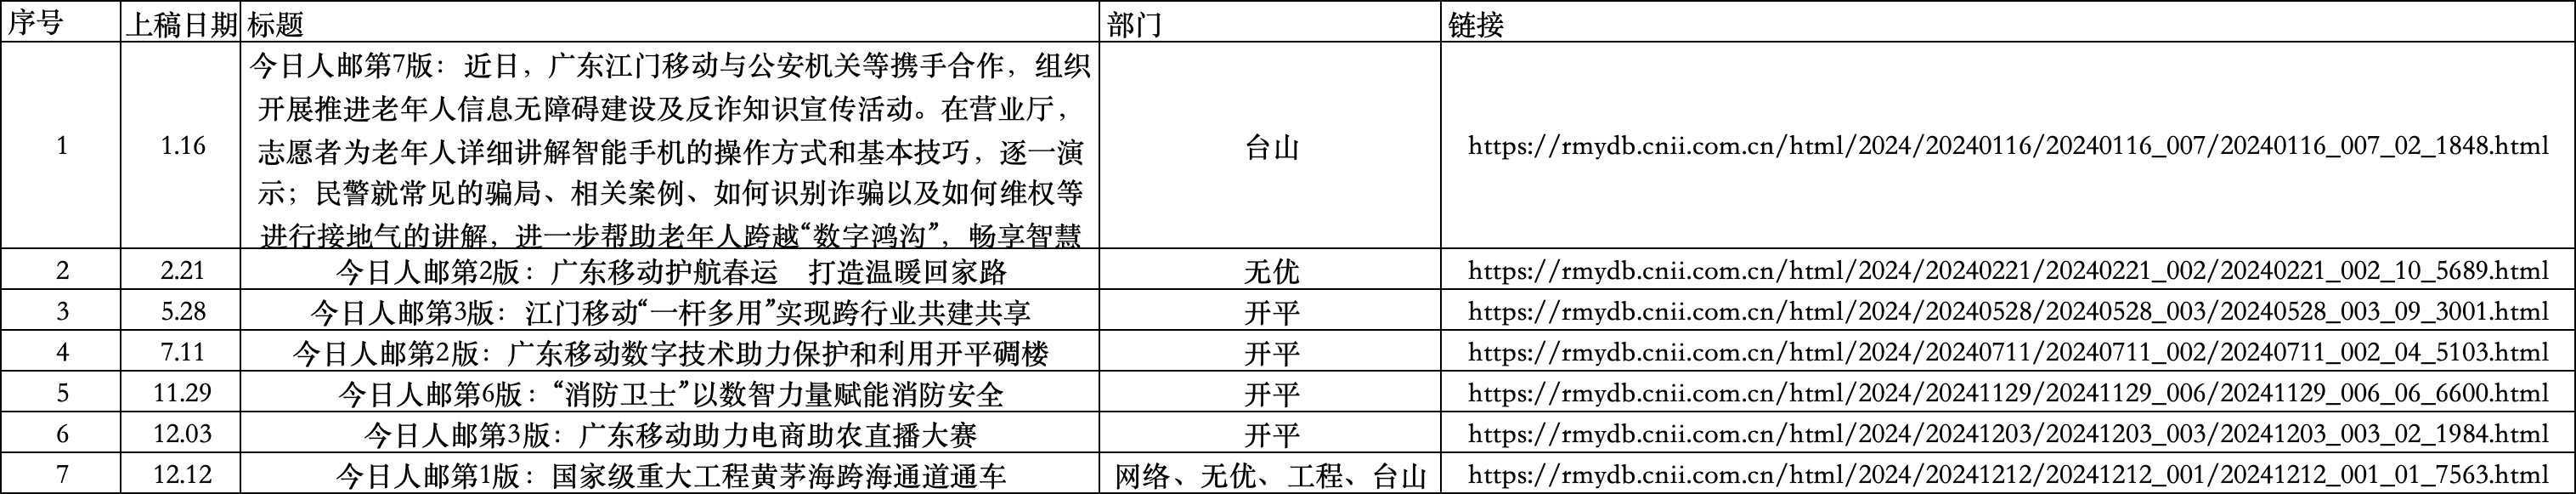 序号 上稿日期 标题 部门 链接
今日人邮第7版：近日，广东江门移动与公安机关等携手合作，组织
开展推进老年人信息无障碍建设及反诈知识宣传活动。在营业厅，
1 1.16 志愿者为老年人详细讲解智能手机的操作方式和基本技巧，逐一演 台山 https://rmydb.cnii.com.cn/html/2024/20240116/20240116_007/20240116_007_02_1848.html
示；民警就常见的骗局、相关案例、如何识别诈骗以及如何维权等
进行接地气的讲解，进一步帮助老年人跨越“数字鸿沟”，畅享智慧
2 2.21 今日人邮第2版：广东移动护航春运　打造温暖回家路 无优 https://rmydb.cnii.com.cn/html/2024/20240221/20240221_002/20240221_002_10_5689.html
3 5.28 今日人邮第3版：江门移动“一杆多用”实现跨行业共建共享 开平 https://rmydb.cnii.com.cn/html/2024/20240528/20240528_003/20240528_003_09_3001.html
4 7.11 今日人邮第2版：广东移动数字技术助力保护和利用开平碉楼 开平 https://rmydb.cnii.com.cn/html/2024/20240711/20240711_002/20240711_002_04_5103.html
5 11.29 今日人邮第6版：“消防卫士”以数智力量赋能消防安全 开平 https://rmydb.cnii.com.cn/html/2024/20241129/20241129_006/20241129_006_06_6600.html
6 12.03 今日人邮第3版：广东移动助力电商助农直播大赛 开平 https://rmydb.cnii.com.cn/html/2024/20241203/20241203_003/20241203_003_02_1984.html
7 12.12 今日人邮第1版：国家级重大工程黄茅海跨海通道通车 网络、无优、工程、台山 https://rmydb.cnii.com.cn/html/2024/20241212/20241212_001/20241212_001_01_7563.html